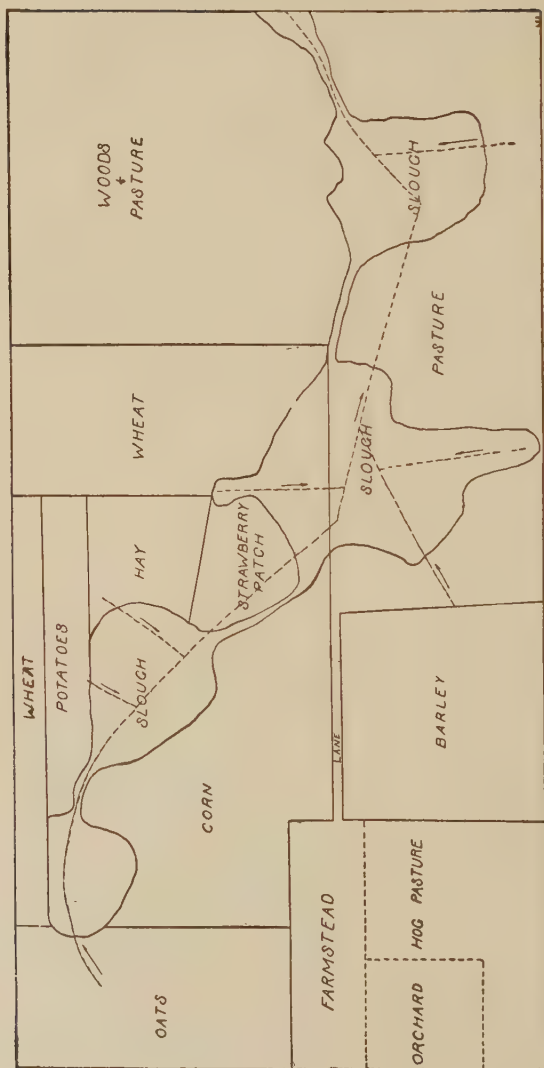 WOODS
+
PASTURE
SLOUGH
PASTURE
WHEAT
SLOUGH
HAY
STRAWBERRY
PATCH
WHEAT
POTATOES
SLOUGH
CORN
LANE
BARLEY
OATS
FARMSTEAD
HOG PASTURE
ORCHARD